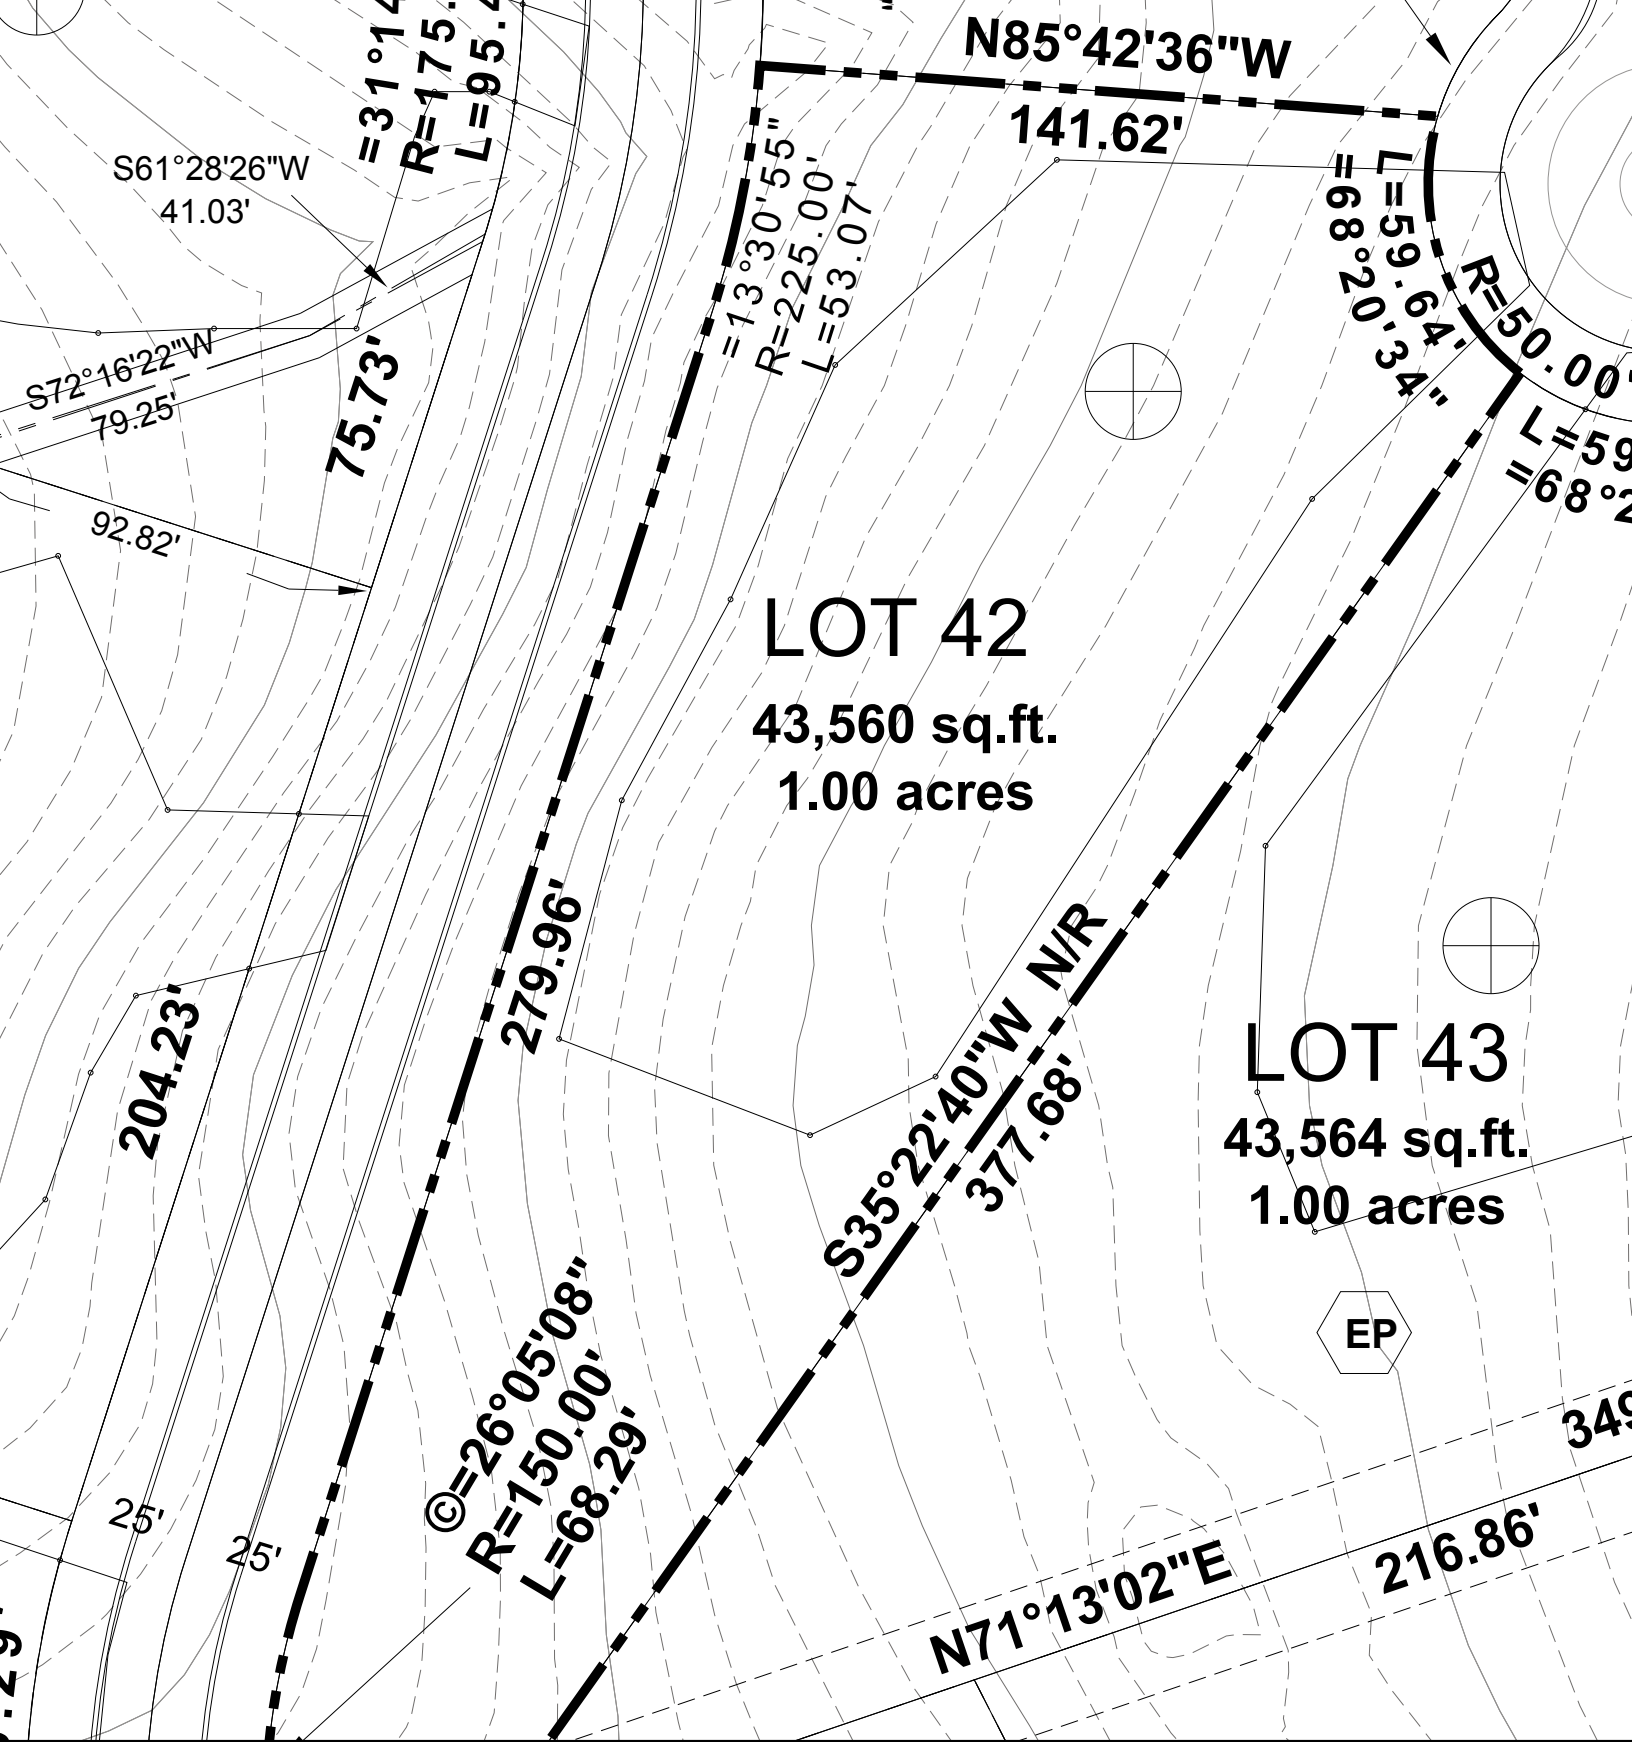 N85°42'36"W
141.62'
S61°28'26"W
41.03'
=13°30'55"
R=225.00'
L=53.07'
L=59.64'
=68°20'34"
R=50.00'
S72°16'22"W
79.25'
75.73'
92.82'
LOT 42
43,560 sq.ft.
1.00 acres
279.96'
204.23'
S35°22'40"W N/R
377.68'
LOT 43
43,564 sq.ft.
1.00 acres
EP
©=26°05'08"
R=150.00'
L=68.29'
25'
25'
N71°13'02"E
216.86'